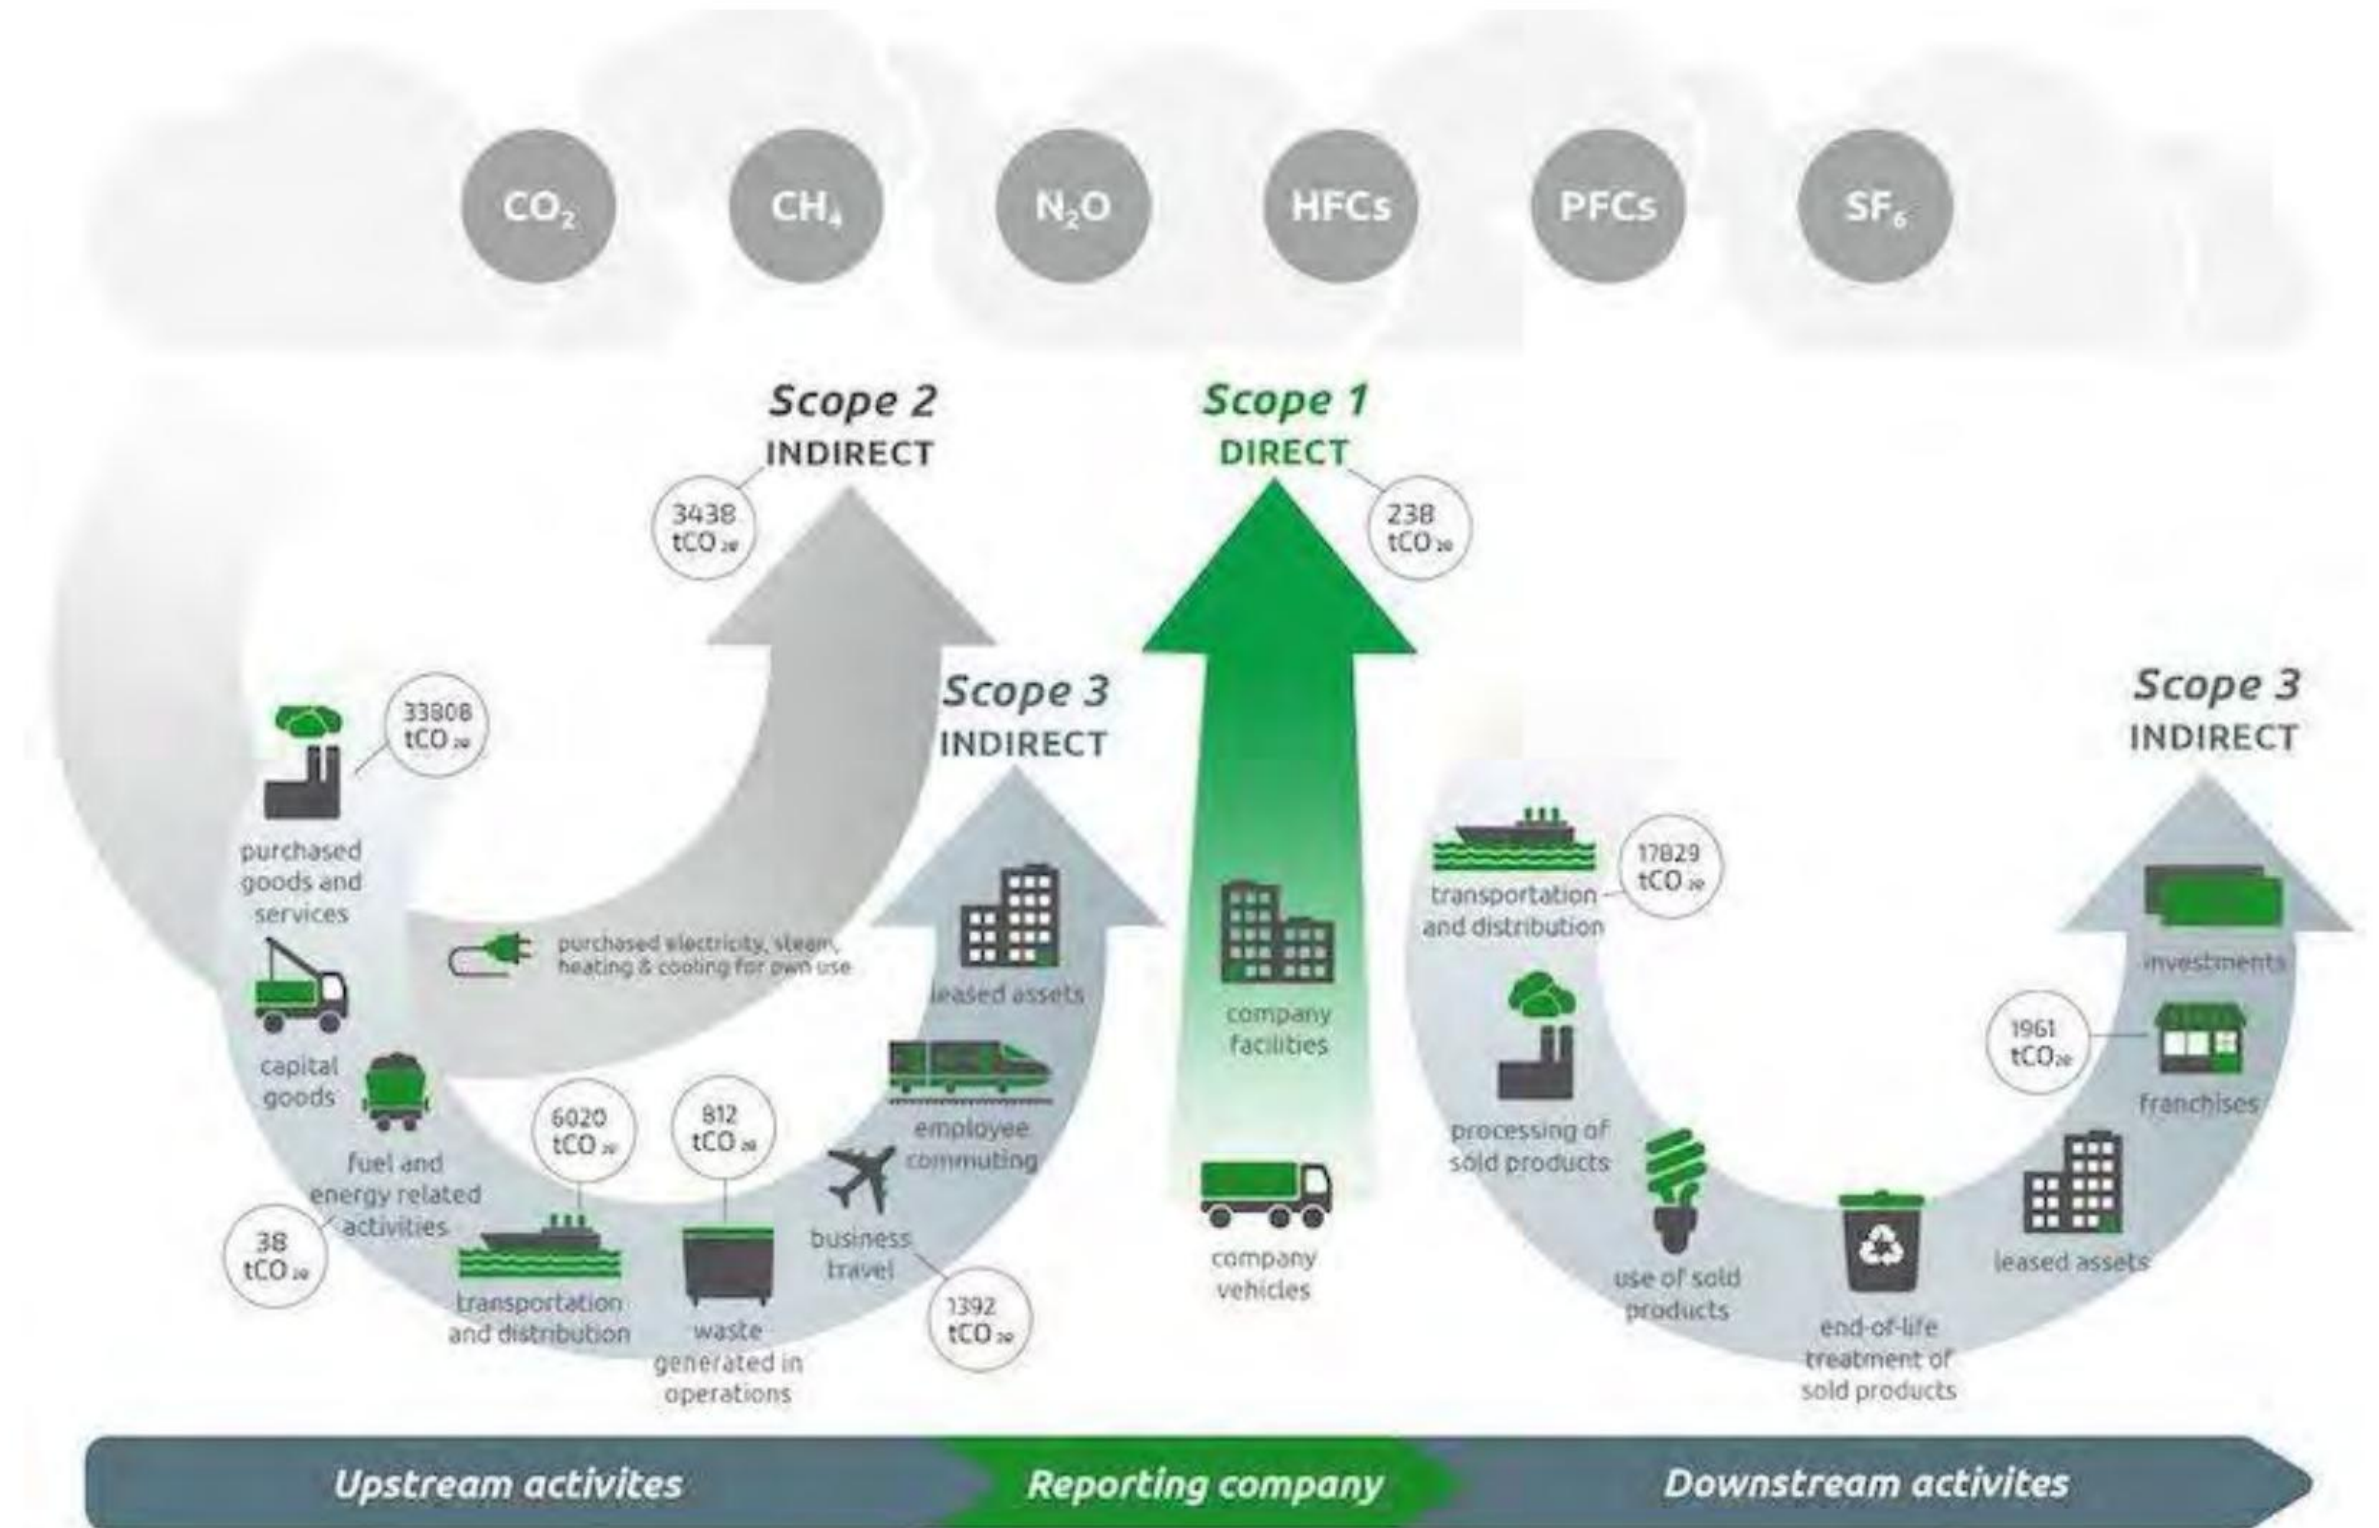 CO₂
CH₄
N₂O
HFCs
PFCs
SF₆
Scope 2
INDIRECT
3438
tCO₂e
Scope 1
DIRECT
238
tCO₂e
33808
tCO₂e
purchased
goods and
services
capital
goods
fuel and
energy related
activities
38
tCO₂e
purchased electricity, steam,
heating & cooling for own use
6020
tCO₂e
transportation
and distribution
812
tCO₂e
waste
generated in
operations
business
travel
1392
tCO₂e
employee
commuting
leased assets
Scope 3
INDIRECT
company
facilities
company
vehicles
transportation
and distribution
17829
tCO₂e
processing of
sold products
use of sold
products
end-of-life
treatment of
sold products
leased assets
franchises
1961
tCO₂e
investments
Scope 3
INDIRECT
Upstream activites
Reporting company
Downstream activites